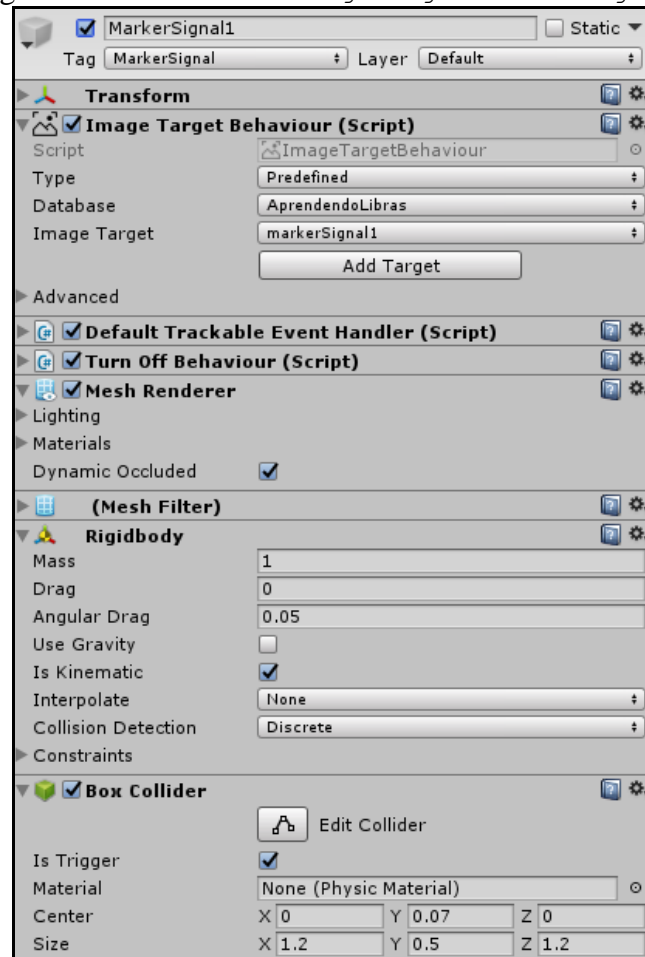 MarkerSignal1 Static
Tag MarkerSignal Layer Default
Transform
Image Target Behaviour (Script)
Script ImageTargetBehaviour
Type Predefined
Database AprendendoLibras
Image Target markerSignal1
Add Target
Advanced
Default Trackable Event Handler (Script)
Turn Off Behaviour (Script)
Mesh Renderer
Lighting
Materials
Dynamic Occluded
(Mesh Filter)
Rigidbody
Mass 1
Drag 0
Angular Drag 0.05
Use Gravity
Is Kinematic
Interpolate None
Collision Detection Discrete
Constraints
Box Collider
Edit Collider
Is Trigger
Material None (Physic Material)
Center X 0 Y 0.07 Z 0
Size X 1.2 Y 0.5 Z 1.2